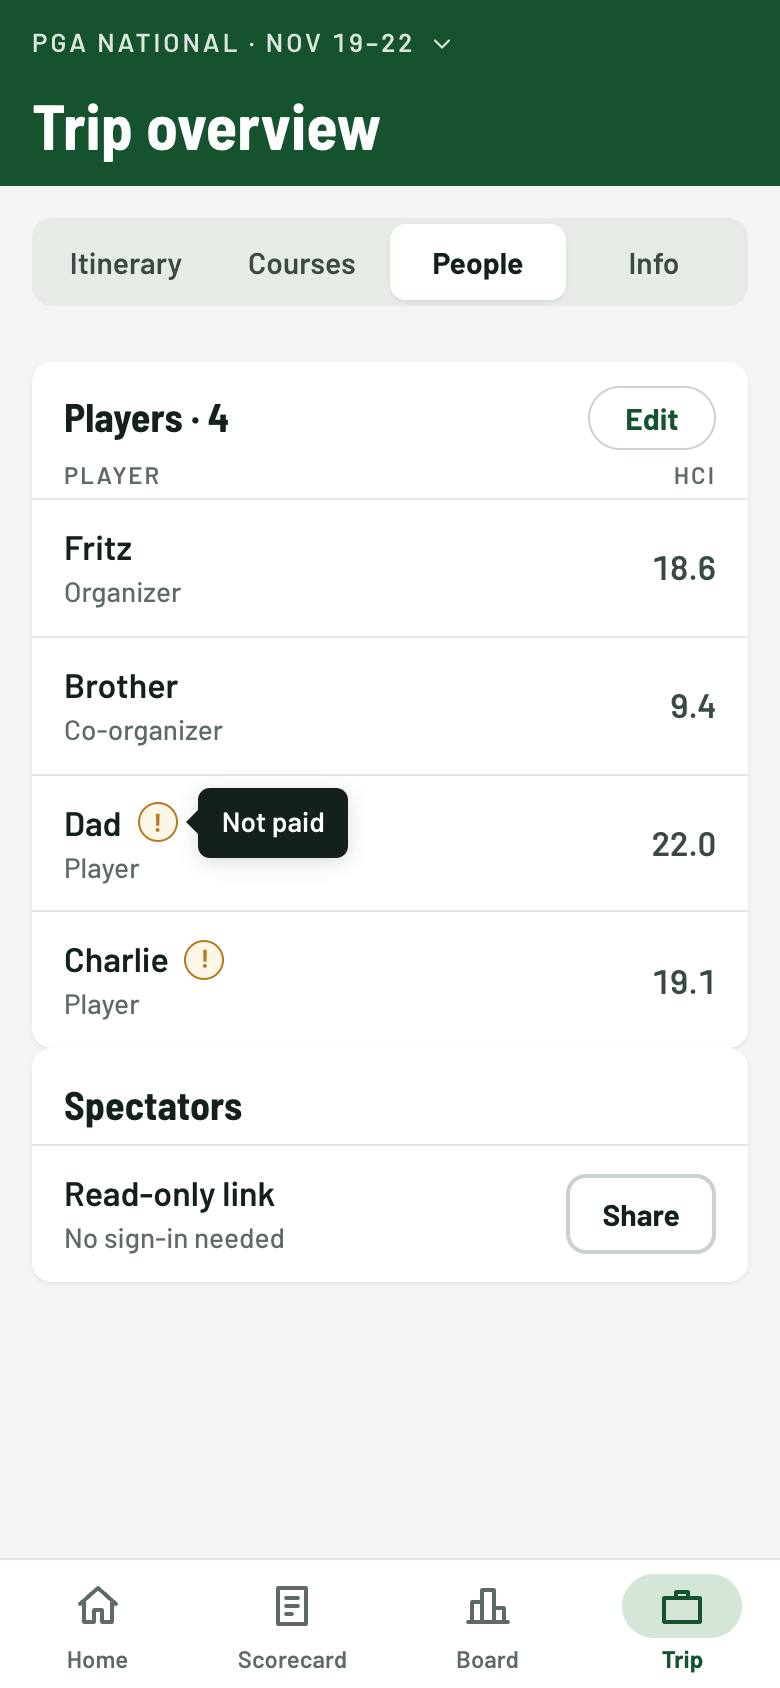 PGA NATIONAL · NOV 19–22
Trip overview
Itinerary Courses People Info
Players · 4 Edit
PLAYER HCI
Fritz
Organizer
18.6
Brother
Co-organizer
9.4
Dad ! Not paid
Player
22.0
Charlie !
Player
19.1
Spectators
Read-only link
No sign-in needed
Share
Home Scorecard Board Trip